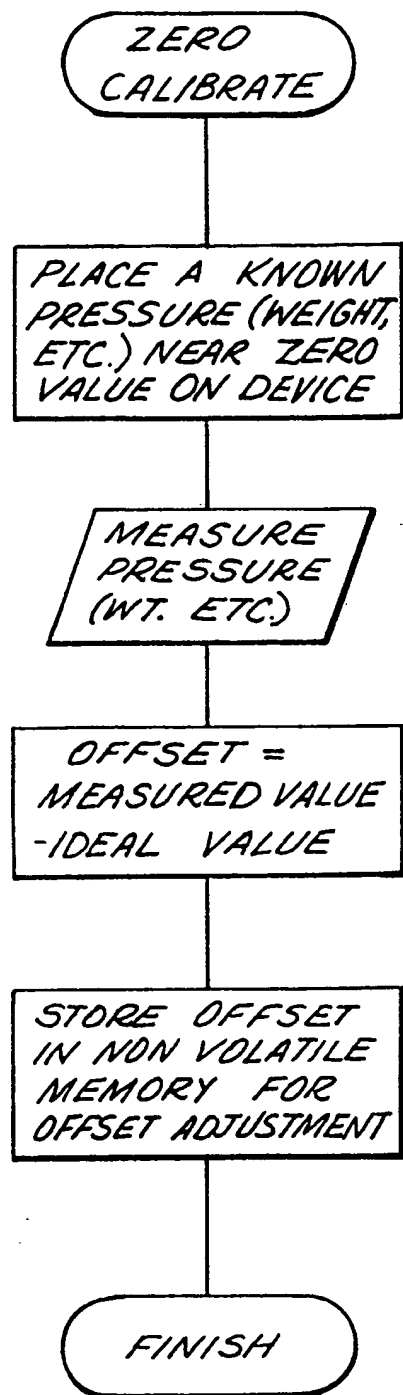 ZERO
CALIBRATE
PLACE A KNOWN
PRESSURE (WEIGHT,
ETC.) NEAR ZERO
VALUE ON DEVICE
MEASURE
PRESSURE
(WT. ETC.)
OFFSET =
MEASURED VALUE
-IDEAL VALUE
STORE OFFSET
IN NON VOLATILE
MEMORY FOR
OFFSET ADJUSTMENT
FINISH